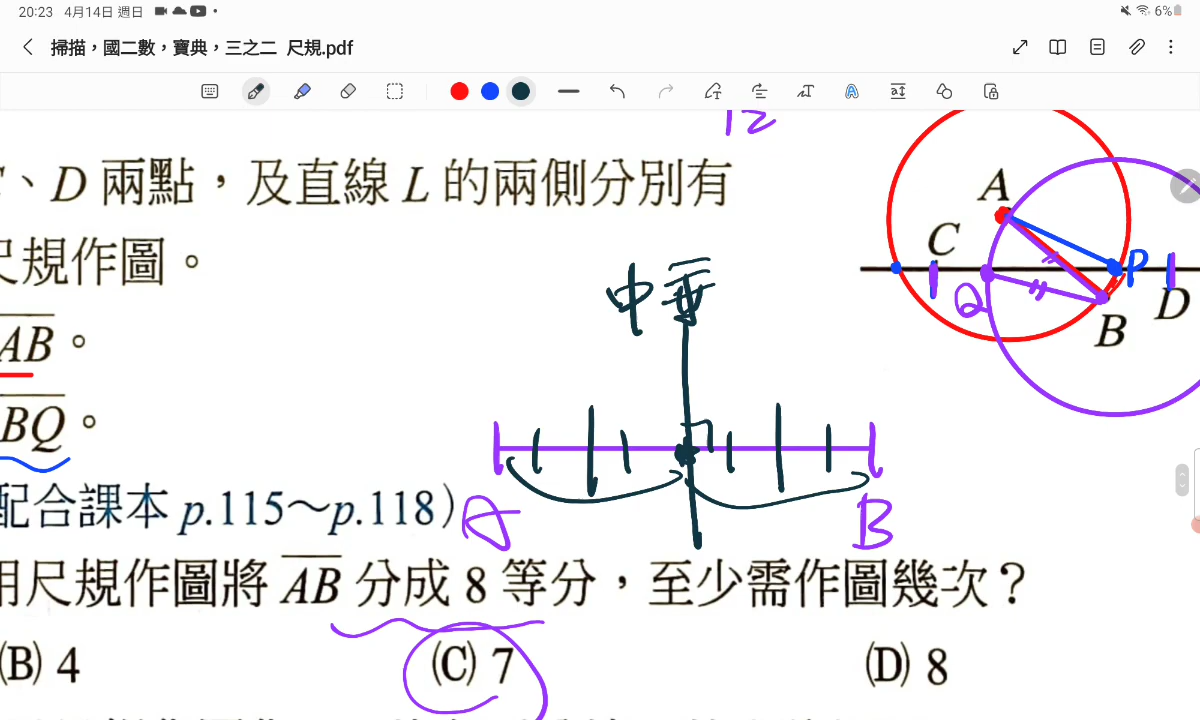 20:23 4月14日 週日
6%
掃描，國二數，寶典，三之二 尺規.pdf
12
、D 兩點，及直線 L 的兩側分別有
尺規作圖。
AB。
BQ。
A
C
P
Q
B
D
中垂
A
B
配合課本 p.115～p.118)
用尺規作圖將 AB 分成 8 等分，至少需作圖幾次？
(B) 4
(C) 7
(D) 8